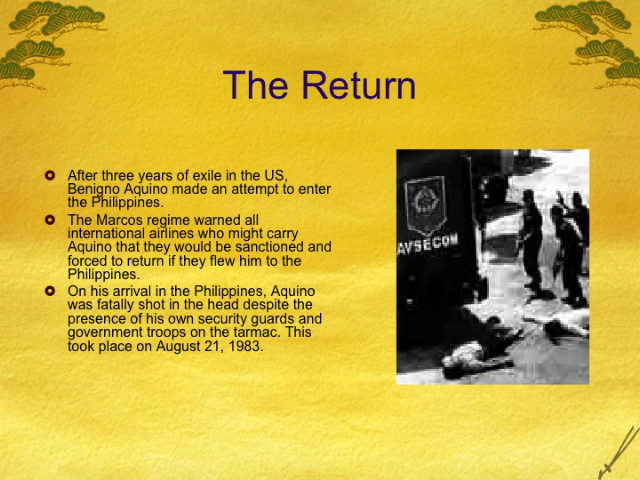 The Return
After three years of exile in the US,
Benigno Aquino made an attempt to enter
the Philippines.
The Marcos regime warned all
international airlines who might carry
Aquino that they would be sanctioned and
forced to return if they flew him to the
Philippines.
On his arrival in the Philippines, Aquino
was fatally shot in the head despite the
presence of his own security guards and
government troops on the tarmac. This
took place on August 21, 1983.
AVSECOM